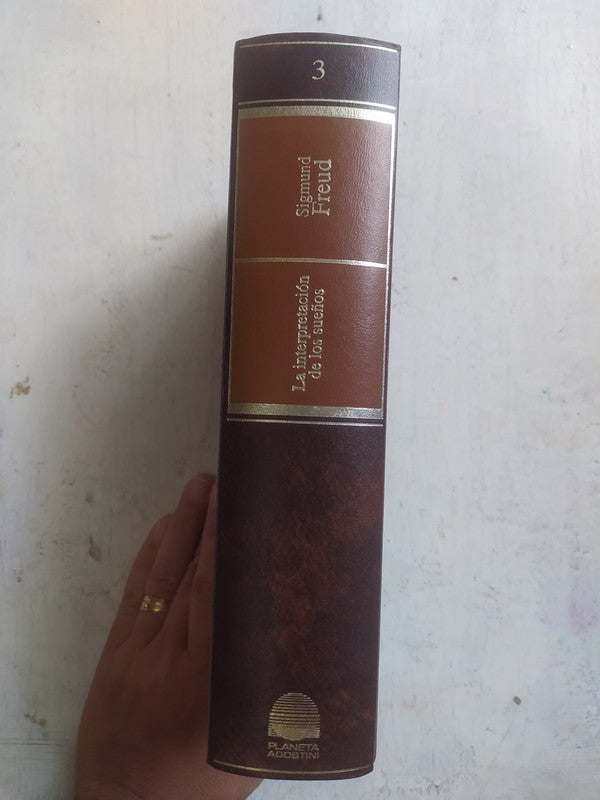 3
Sigmund
Freud
La interpretación
de los sueños
PLANETA
AGOSTINI